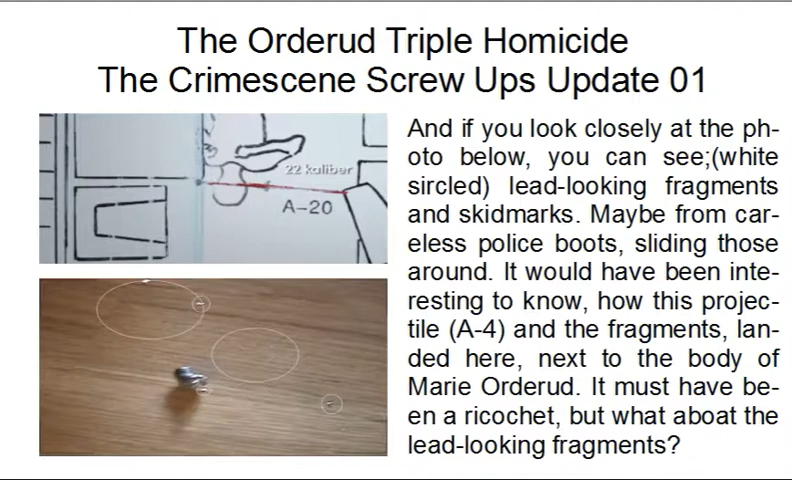 The Orderud Triple Homicide
The Crimescene Screw Ups Update 01
22 kaliber
A-20
And if you look closely at the ph-
oto below, you can see;(white
sircled) lead-looking fragments
and skidmarks. Maybe from car-
eless police boots, sliding those
around. It would have been inte-
resting to know, how this projec-
tile (A-4) and the fragments, lan-
ded here, next to the body of
Marie Orderud. It must have be-
en a ricochet, but what aboat the
lead-looking fragments?